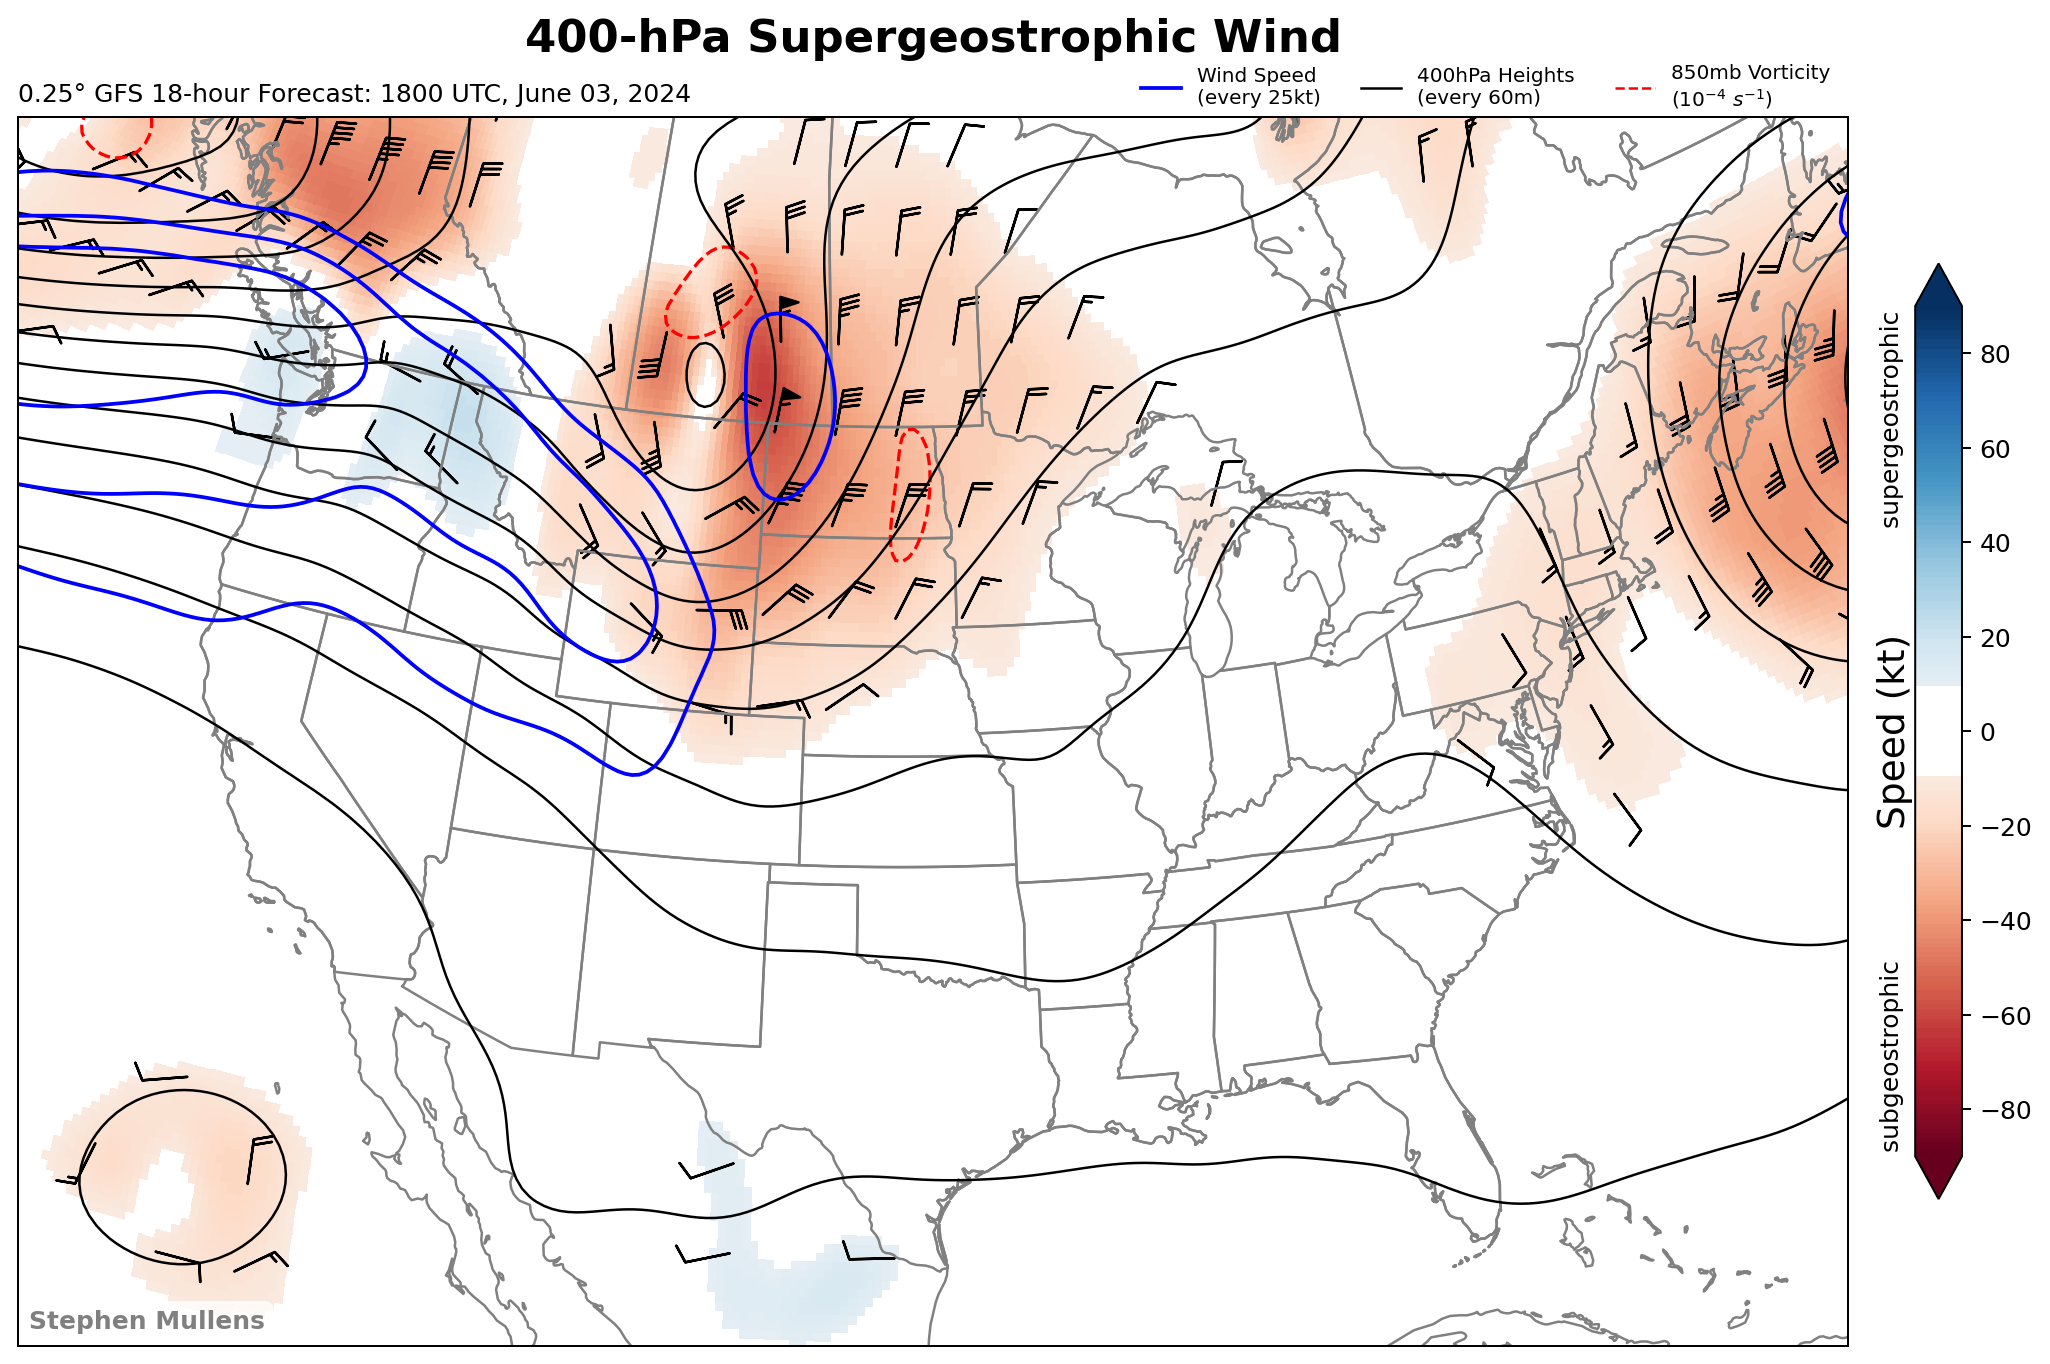 400-hPa Supergeostrophic Wind
0.25° GFS 18-hour Forecast: 1800 UTC, June 03, 2024
Wind Speed
(every 25kt)
400hPa Heights
(every 60m)
850mb Vorticity
(10⁻⁴ s⁻¹)
supergeostrophic
Speed (kt)
subgeostrophic
80
60
40
20
0
−20
−40
−60
−80
Stephen Mullens